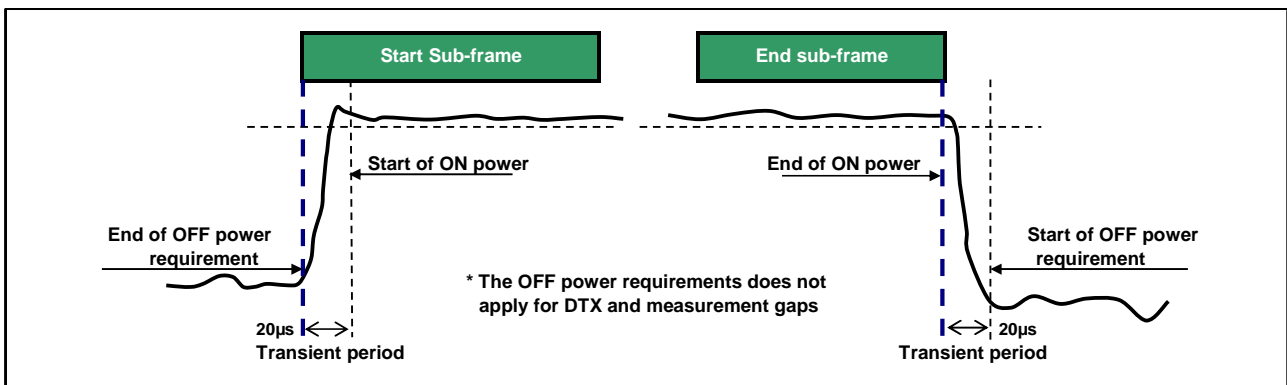 Start Sub-frame
End sub-frame
Start of ON power
End of ON power
End of OFF power
requirement
Start of OFF power
requirement
* The OFF power requirements does not
apply for DTX and measurement gaps
20µs
Transient period
20µs
Transient period